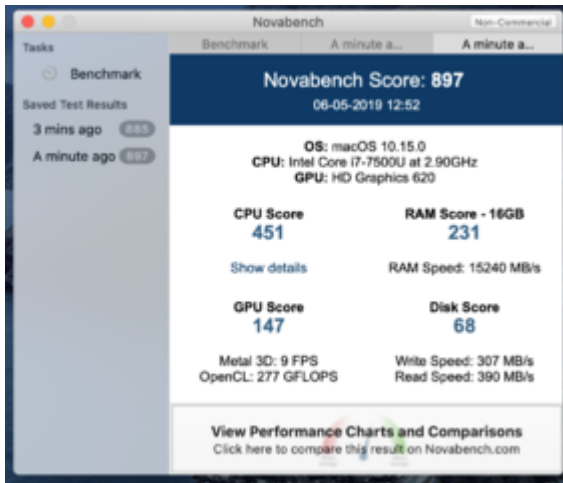 Novabench
Non-Commercial
Tasks
Benchmark
Saved Test Results
3 mins ago 885
A minute ago 897
Benchmark
A minute a...
A minute a...
Novabench Score: 897
06-05-2019 12:52
OS: macOS 10.15.0
CPU: Intel Core i7-7500U at 2.90GHz
GPU: HD Graphics 620
CPU Score
451
Show details
RAM Score - 16GB
231
RAM Speed: 15240 MB/s
GPU Score
147
Metal 3D: 9 FPS
OpenCL: 277 GFLOPS
Disk Score
68
Write Speed: 307 MB/s
Read Speed: 390 MB/s
View Performance Charts and Comparisons
Click here to compare this result on Novabench.com